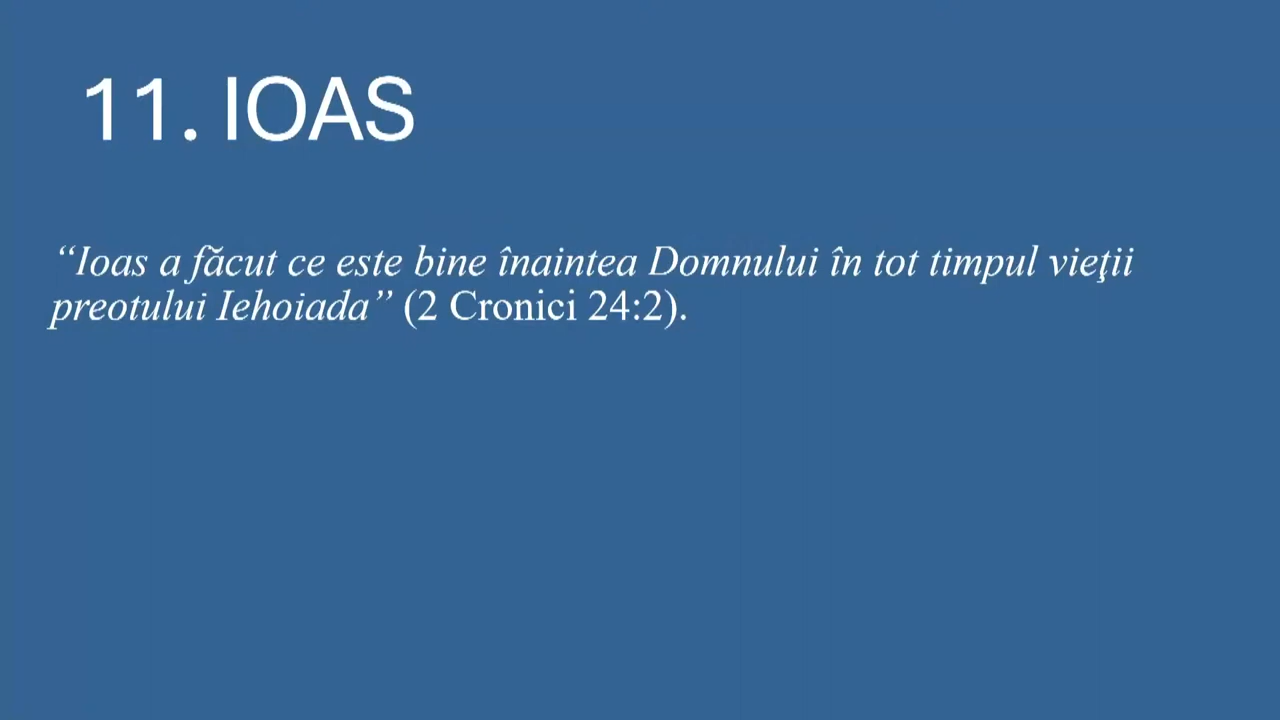 11. IOAS
“Ioas a făcut ce este bine înaintea Domnului în tot timpul vieţii
preotului Iehoiada” (2 Cronici 24:2).